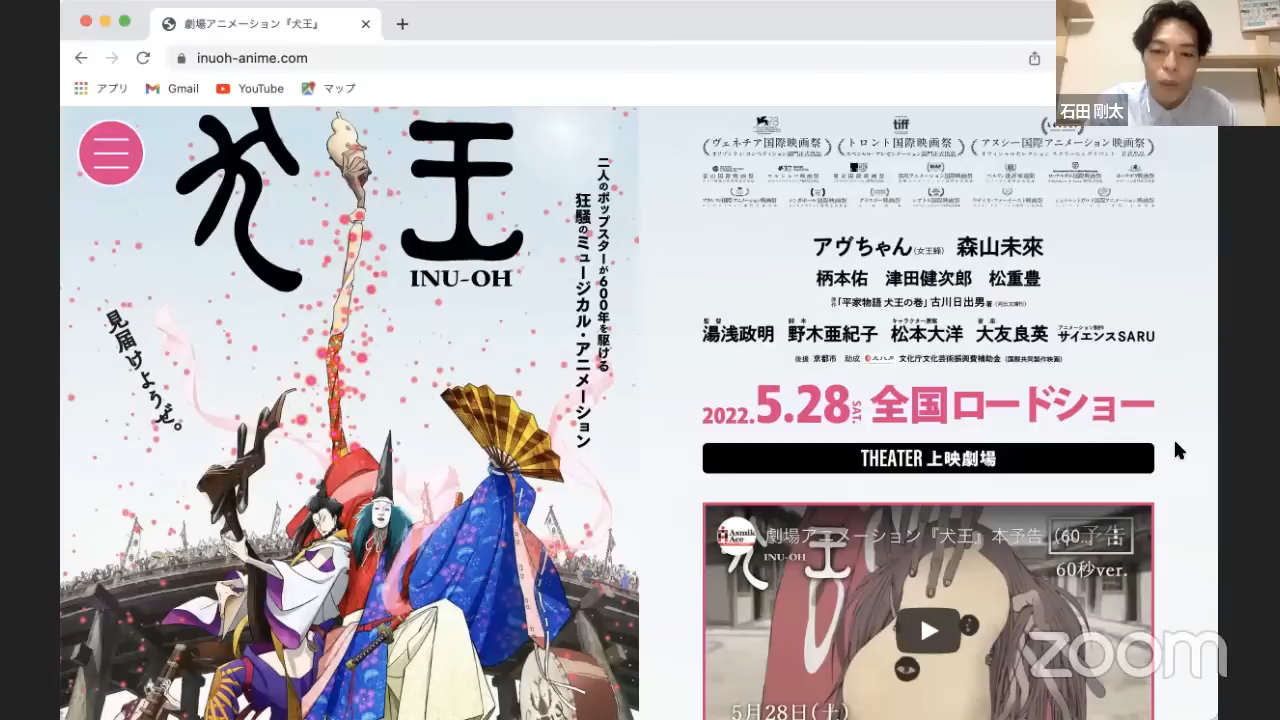 劇場アニメーション『犬王』
inuoh-anime.com
アプリ
Gmail
YouTube
マップ
石田 剛太
犬王
INU-OH
二人のポップスターが600年を駆ける
狂騒のミュージカル・アニメーション
見届けようぜ。
ヴェネチア国際映画祭
トロント国際映画祭
アヌシー国際アニメーション映画祭
アヴちゃん(女王蜂) 森山未來
柄本佑 津田健次郎 松重豊
「平家物語 犬王の巻」古川日出男著
監督 脚本 キャラクター原案 音楽 アニメーション制作
湯浅政明 野木亜紀子 松本大洋 大友良英 サイエンスSARU
後援 京都市 助成 文化庁文化芸術振興費補助金(国際共同製作映画)
2022.5.28 SAT. 全国ロードショー
THEATER 上映劇場
Asmik Ace
劇場アニメーション『犬王』本予告 (60...
犬王
INU-OH
60秒ver.
5月28日(土)
zoom